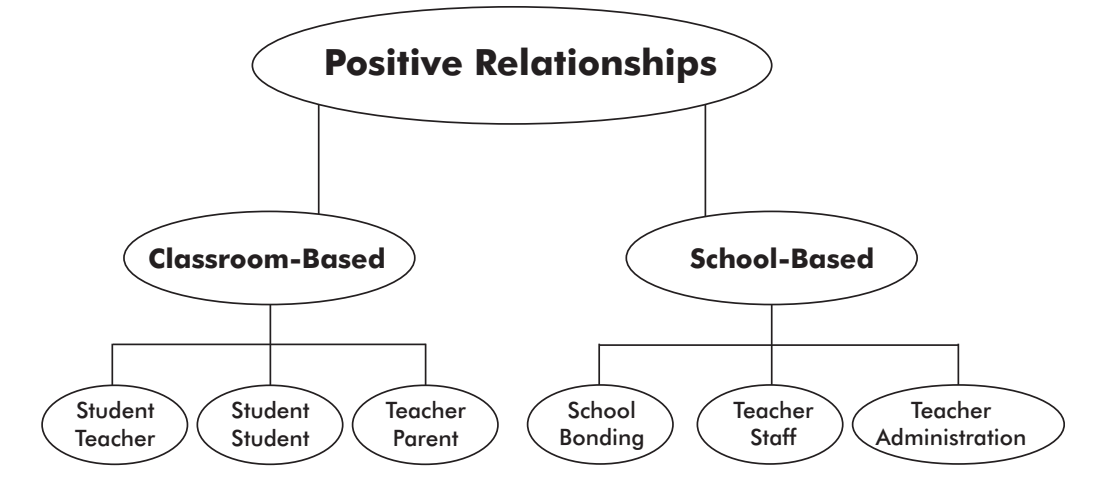 Positive Relationships
Classroom-Based
School-Based
Student
Teacher
Student
Student
Teacher
Parent
School
Bonding
Teacher
Staff
Teacher
Administration